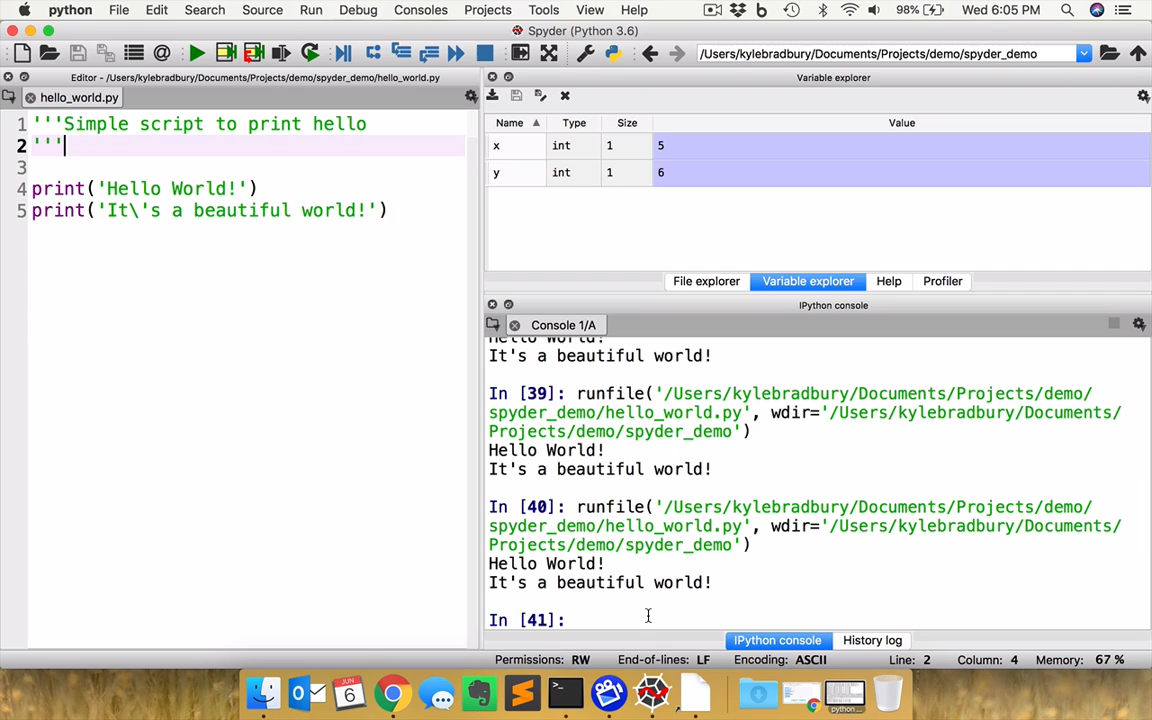 python File Edit Search Source Run Debug Consoles Projects Tools View Help 98% Wed 6:05 PM
Spyder (Python 3.6)
/Users/kylebradbury/Documents/Projects/demo/spyder_demo
Editor - /Users/kylebradbury/Documents/Projects/demo/spyder_demo/hello_world.py
hello_world.py
1 '''Simple script to print hello
2 '''
3
4 print('Hello World!')
5 print('It\'s a beautiful world!')
Variable explorer
Name Type Size Value
x int 1 5
y int 1 6
File explorer Variable explorer Help Profiler
IPython console
Console 1/A
Hello World!
It's a beautiful world!
In [39]: runfile('/Users/kylebradbury/Documents/Projects/demo/
spyder_demo/hello_world.py', wdir='/Users/kylebradbury/Documents/
Projects/demo/spyder_demo')
Hello World!
It's a beautiful world!
In [40]: runfile('/Users/kylebradbury/Documents/Projects/demo/
spyder_demo/hello_world.py', wdir='/Users/kylebradbury/Documents/
Projects/demo/spyder_demo')
Hello World!
It's a beautiful world!
In [41]:
IPython console History log
Permissions: RW End-of-lines: LF Encoding: ASCII Line: 2 Column: 4 Memory: 67 %
6
python ...